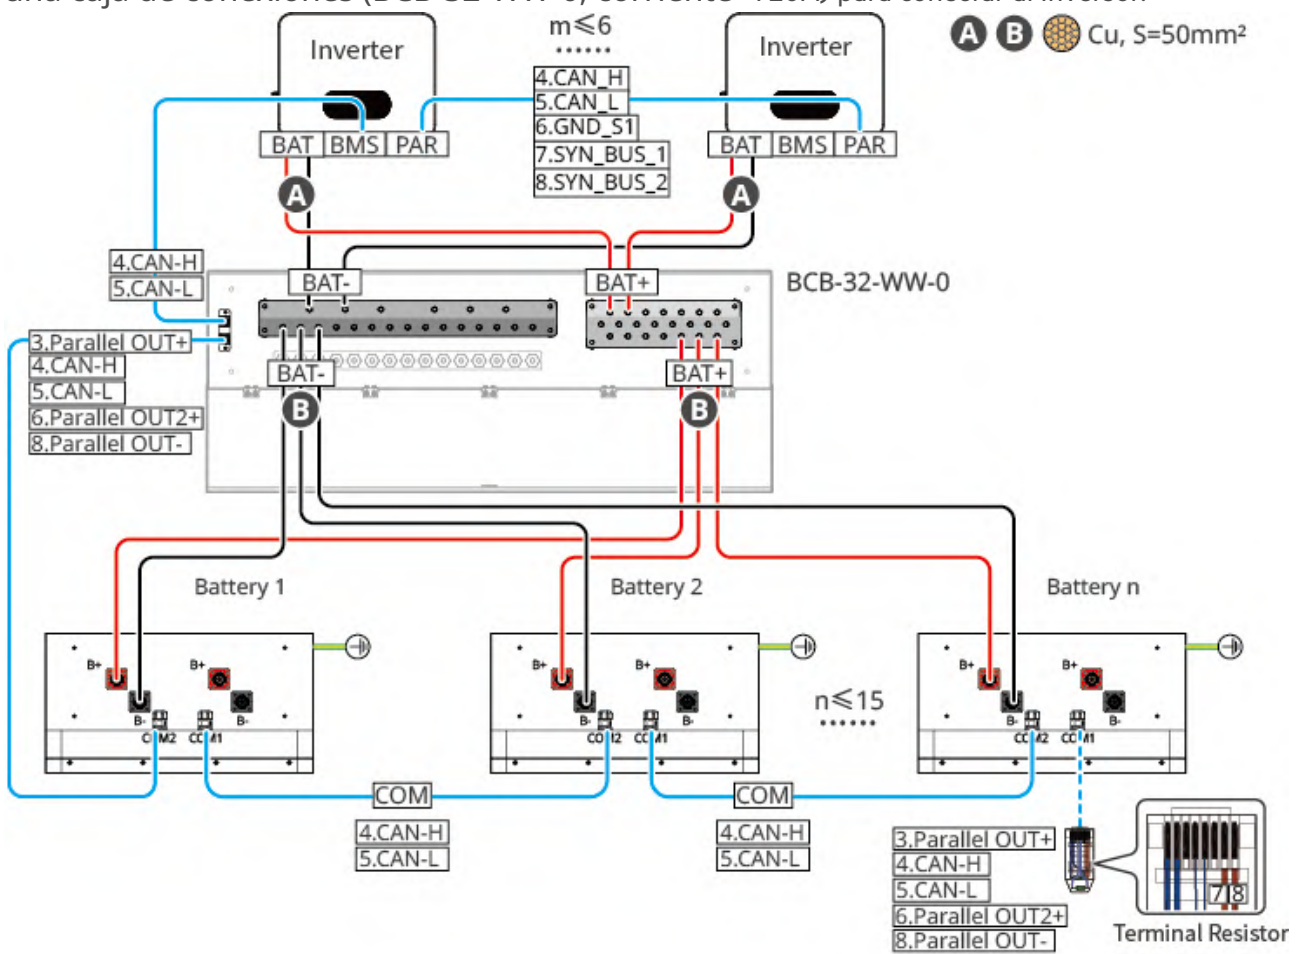 para conectar al inversor.
m≤6
Inverter
Inverter
A B Cu, S=50mm²
4.CAN_H
5.CAN_L
6.GND_S1
7.SYN_BUS_1
8.SYN_BUS_2
BAT BMS PAR
BAT BMS PAR
A
A
4.CAN-H
5.CAN-L
BAT-
BAT+
BCB-32-WW-0
3.Parallel OUT+
4.CAN-H
5.CAN-L
6.Parallel OUT2+
8.Parallel OUT-
BAT-
BAT+
B
B
Battery 1
Battery 2
Battery n
B+
B+
B-
B-
COM2
COM1
B+
B+
B-
B-
COM2
COM1
n≤15
B+
B+
B-
B-
COM2
COM1
COM
4.CAN-H
5.CAN-L
COM
4.CAN-H
5.CAN-L
3.Parallel OUT+
4.CAN-H
5.CAN-L
6.Parallel OUT2+
8.Parallel OUT-
7 8
Terminal Resistor